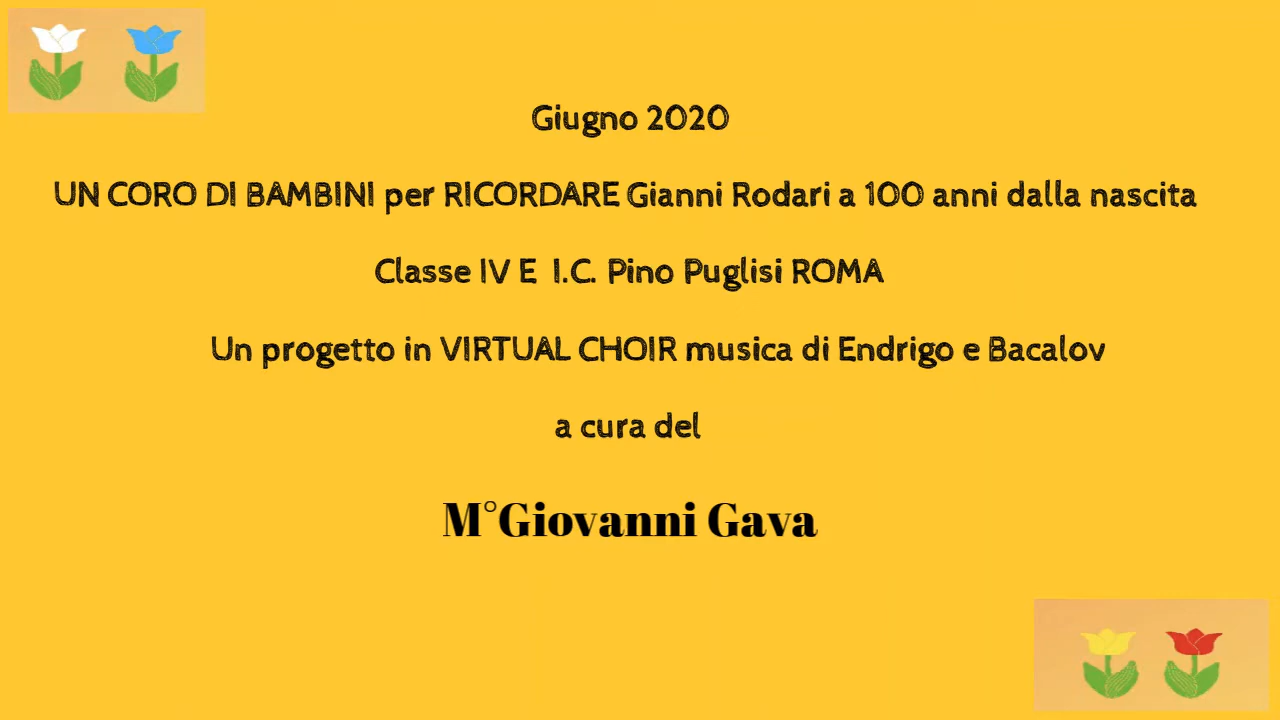 Giugno 2020
UN CORO DI BAMBINI per RICORDARE Gianni Rodari a 100 anni dalla nascita
Classe IV E I.C. Pino Puglisi ROMA
Un progetto in VIRTUAL CHOIR musica di Endrigo e Bacalov
a cura del
M°Giovanni Gava